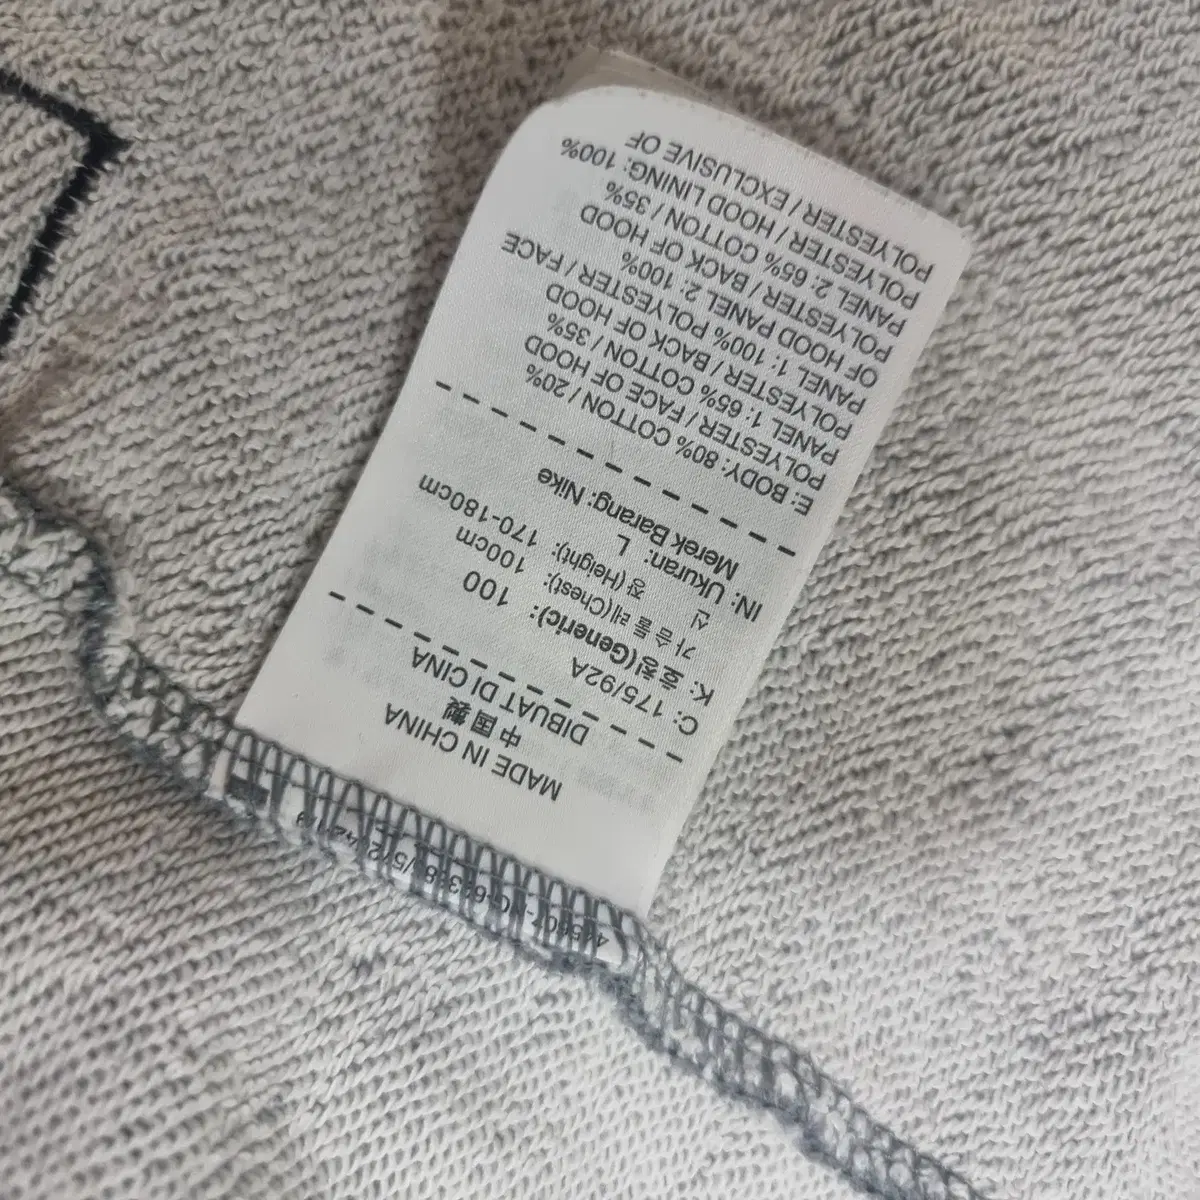 MADE IN CHINA
中国製
DIBUAT DI CINA
C: 175/92A
K: 호칭(Generic): 100
가슴둘레(Chest): 100cm
신 장(Height): 170-180cm
IN: Ukuran: L
Merek Barang: Nike
E: BODY: 80% COTTON / 20%
POLYESTER / FACE OF HOOD
PANEL 1: 65% COTTON / 35%
POLYESTER / BACK OF HOOD
PANEL 1: 100% POLYESTER / FACE
OF HOOD PANEL 2: 100%
POLYESTER / BACK OF HOOD
PANEL 2: 65% COTTON / 35%
POLYESTER / HOOD LINING: 100%
POLYESTER / EXCLUSIVE OF